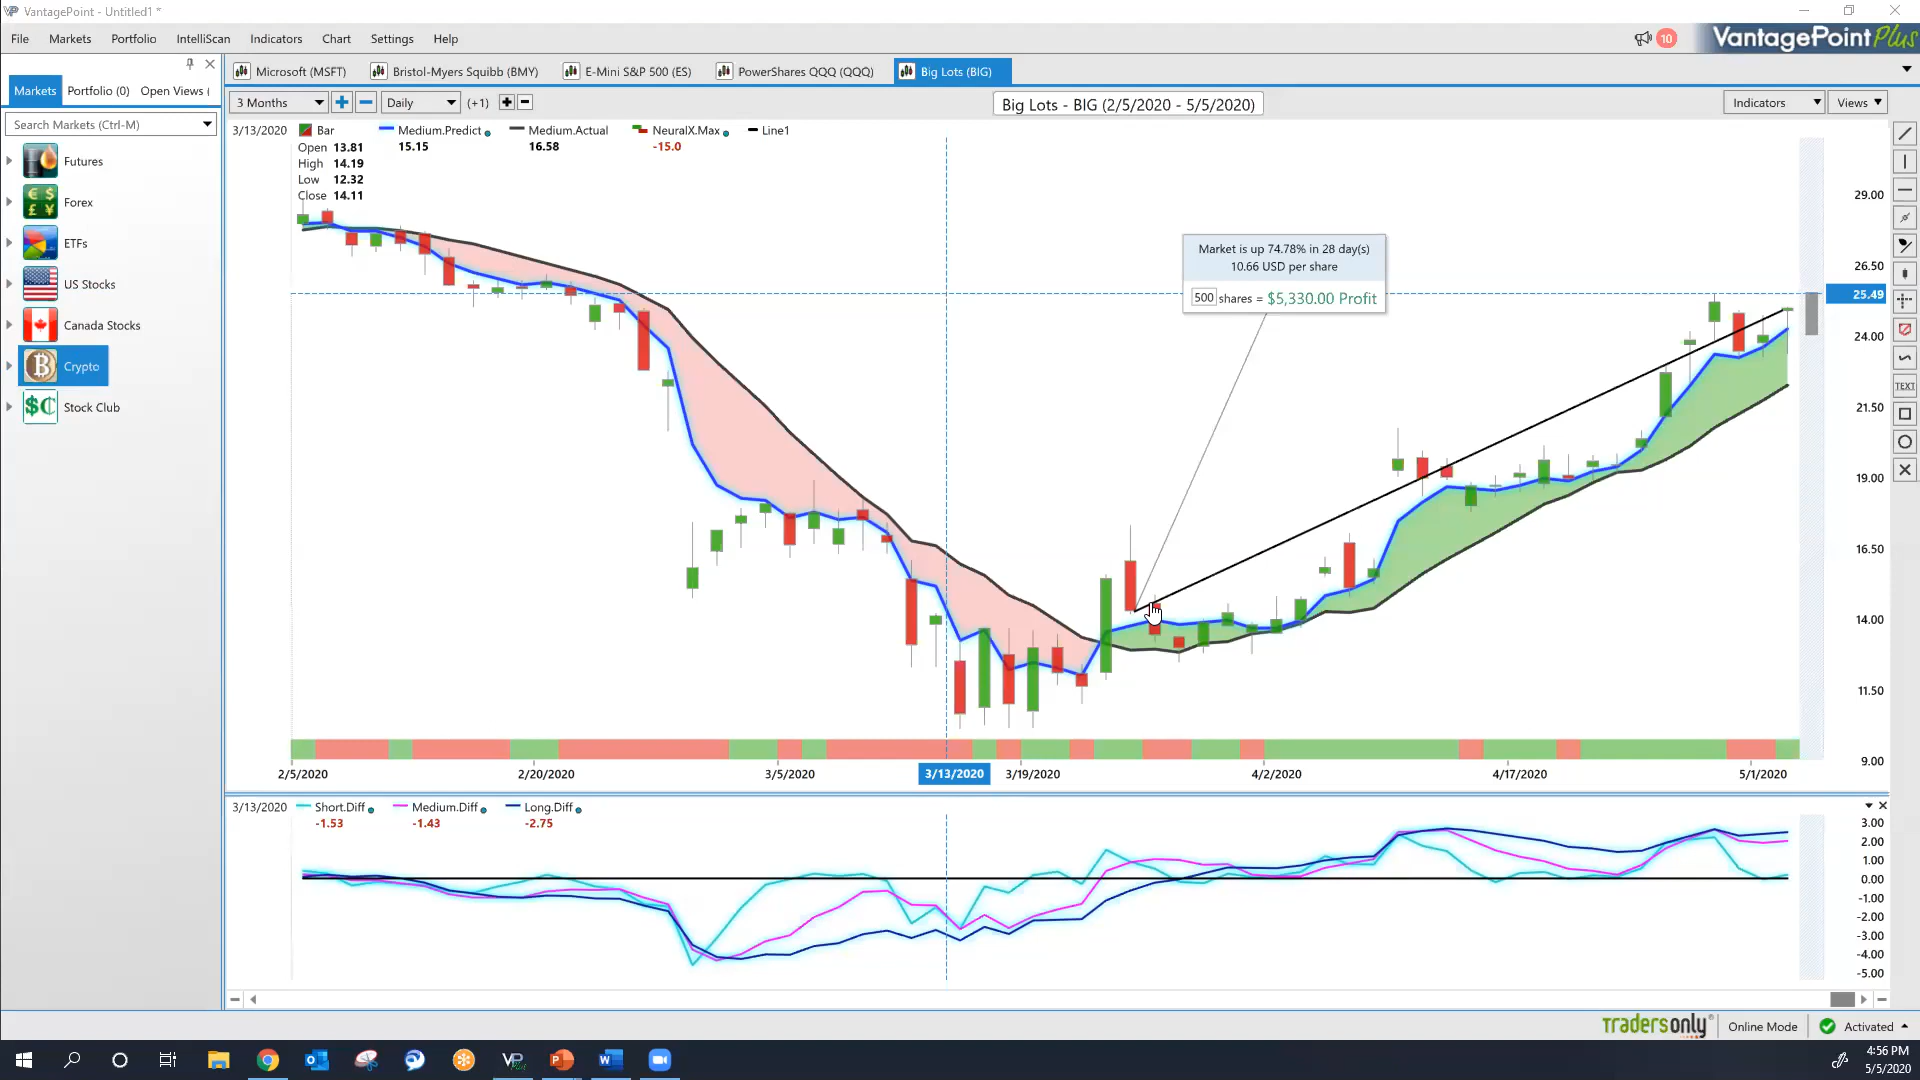 VantagePoint - Untitled1 *
File Markets Portfolio IntelliScan Indicators Chart Settings Help
10
VantagePoint Plus
Markets Portfolio (0) Open Views (
Search Markets (Ctrl-M)
Futures
Forex
ETFs
US Stocks
Canada Stocks
Crypto
Stock Club
Microsoft (MSFT) Bristol-Myers Squibb (BMY) E-Mini S&P 500 (ES) PowerShares QQQ (QQQ) Big Lots (BIG)
3 Months Daily (+1) Big Lots - BIG (2/5/2020 - 5/5/2020) Indicators Views
3/13/2020 Bar Medium.Predict Medium.Actual NeuralX.Max Line1
Open 13.81 15.15 16.58 -15.0
High 14.19
Low 12.32
Close 14.11
Market is up 74.78% in 28 day(s)
10.66 USD per share
500 shares = $5,330.00 Profit
29.00
26.50
25.49
24.00
21.50
19.00
16.50
14.00
11.50
9.00
TEXT
2/5/2020 2/20/2020 3/5/2020 3/13/2020 3/19/2020 4/2/2020 4/17/2020 5/1/2020
3/13/2020 Short.Diff Medium.Diff Long.Diff
-1.53 -1.43 -2.75
3.00
2.00
1.00
0.00
-1.00
-2.00
-3.00
-4.00
-5.00
tradersonly Online Mode Activated
4:56 PM
5/5/2020